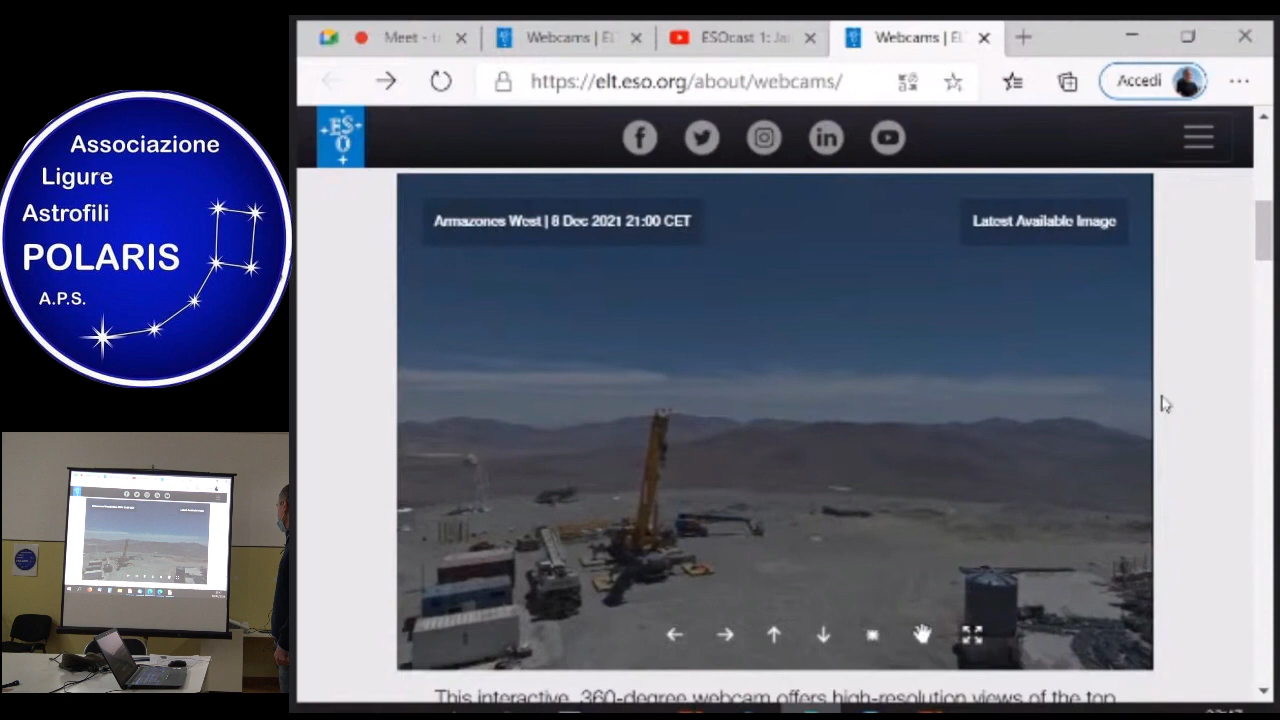 Associazione
Ligure
Astrofili
POLARIS
A.P.S.
Meet - 
Webcams | E
ESOcast 1: Ja
Webcams | E
https://elt.eso.org/about/webcams/
Accedi
ESO
Armazones West | 8 Dec 2021 21:00 CET
Latest Available Image
This interactive, 360-degree webcam offers high-resolution views of the top